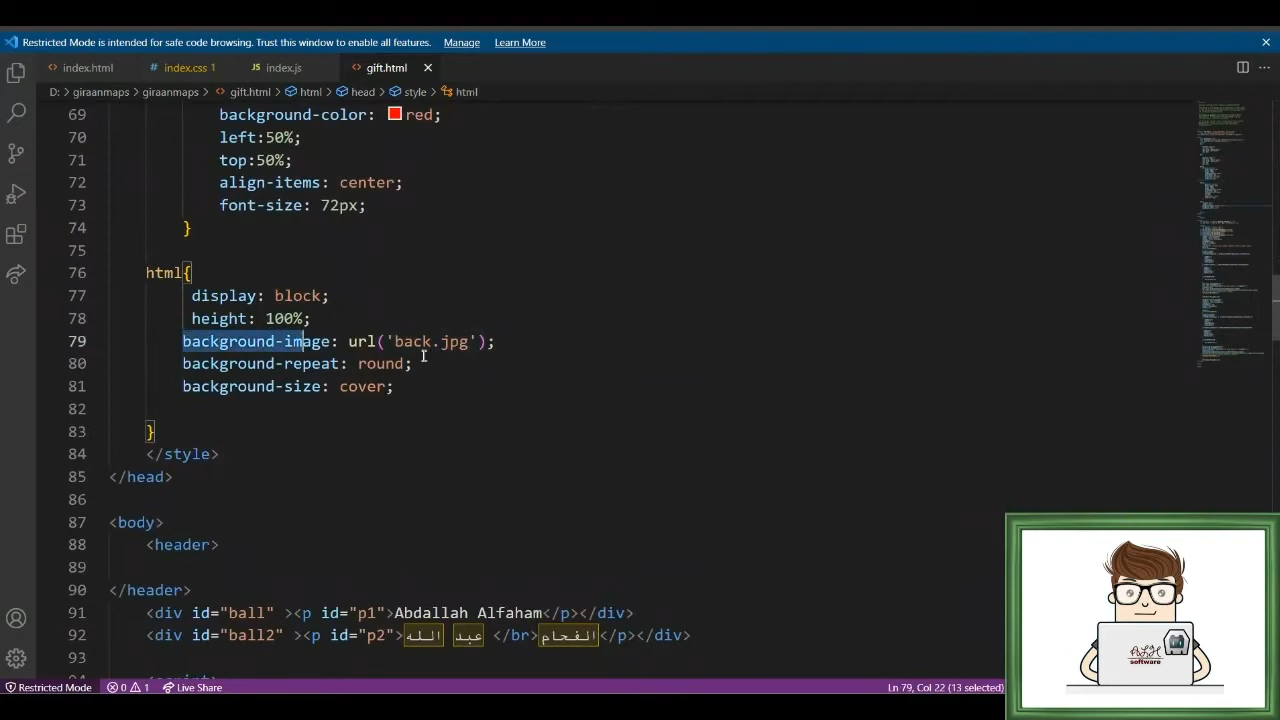 Restricted Mode is intended for safe code browsing. Trust this window to enable all features. Manage Learn More
index.html index.css 1 index.js gift.html
D: > giraanmaps > giraanmaps > gift.html > html > head > style > html
69 background-color: red;
70 left:50%;
71 top:50%;
72 align-items: center;
73 font-size: 72px;
74 }
75
76 html{
77 display: block;
78 height: 100%;
79 background-image: url('back.jpg');
80 background-repeat: round;
81 background-size: cover;
82
83 }
84 </style>
85 </head>
86
87 <body>
88 <header>
89
90 </header>
91 <div id="ball" ><p id="p1">Abdallah Alfaham</p></div>
92 <div id="ball2" ><p id="p2">عبد الله </br>الفحام</p></div>
93
software
Restricted Mode 0 1 Live Share Ln 79, Col 22 (13 selected)